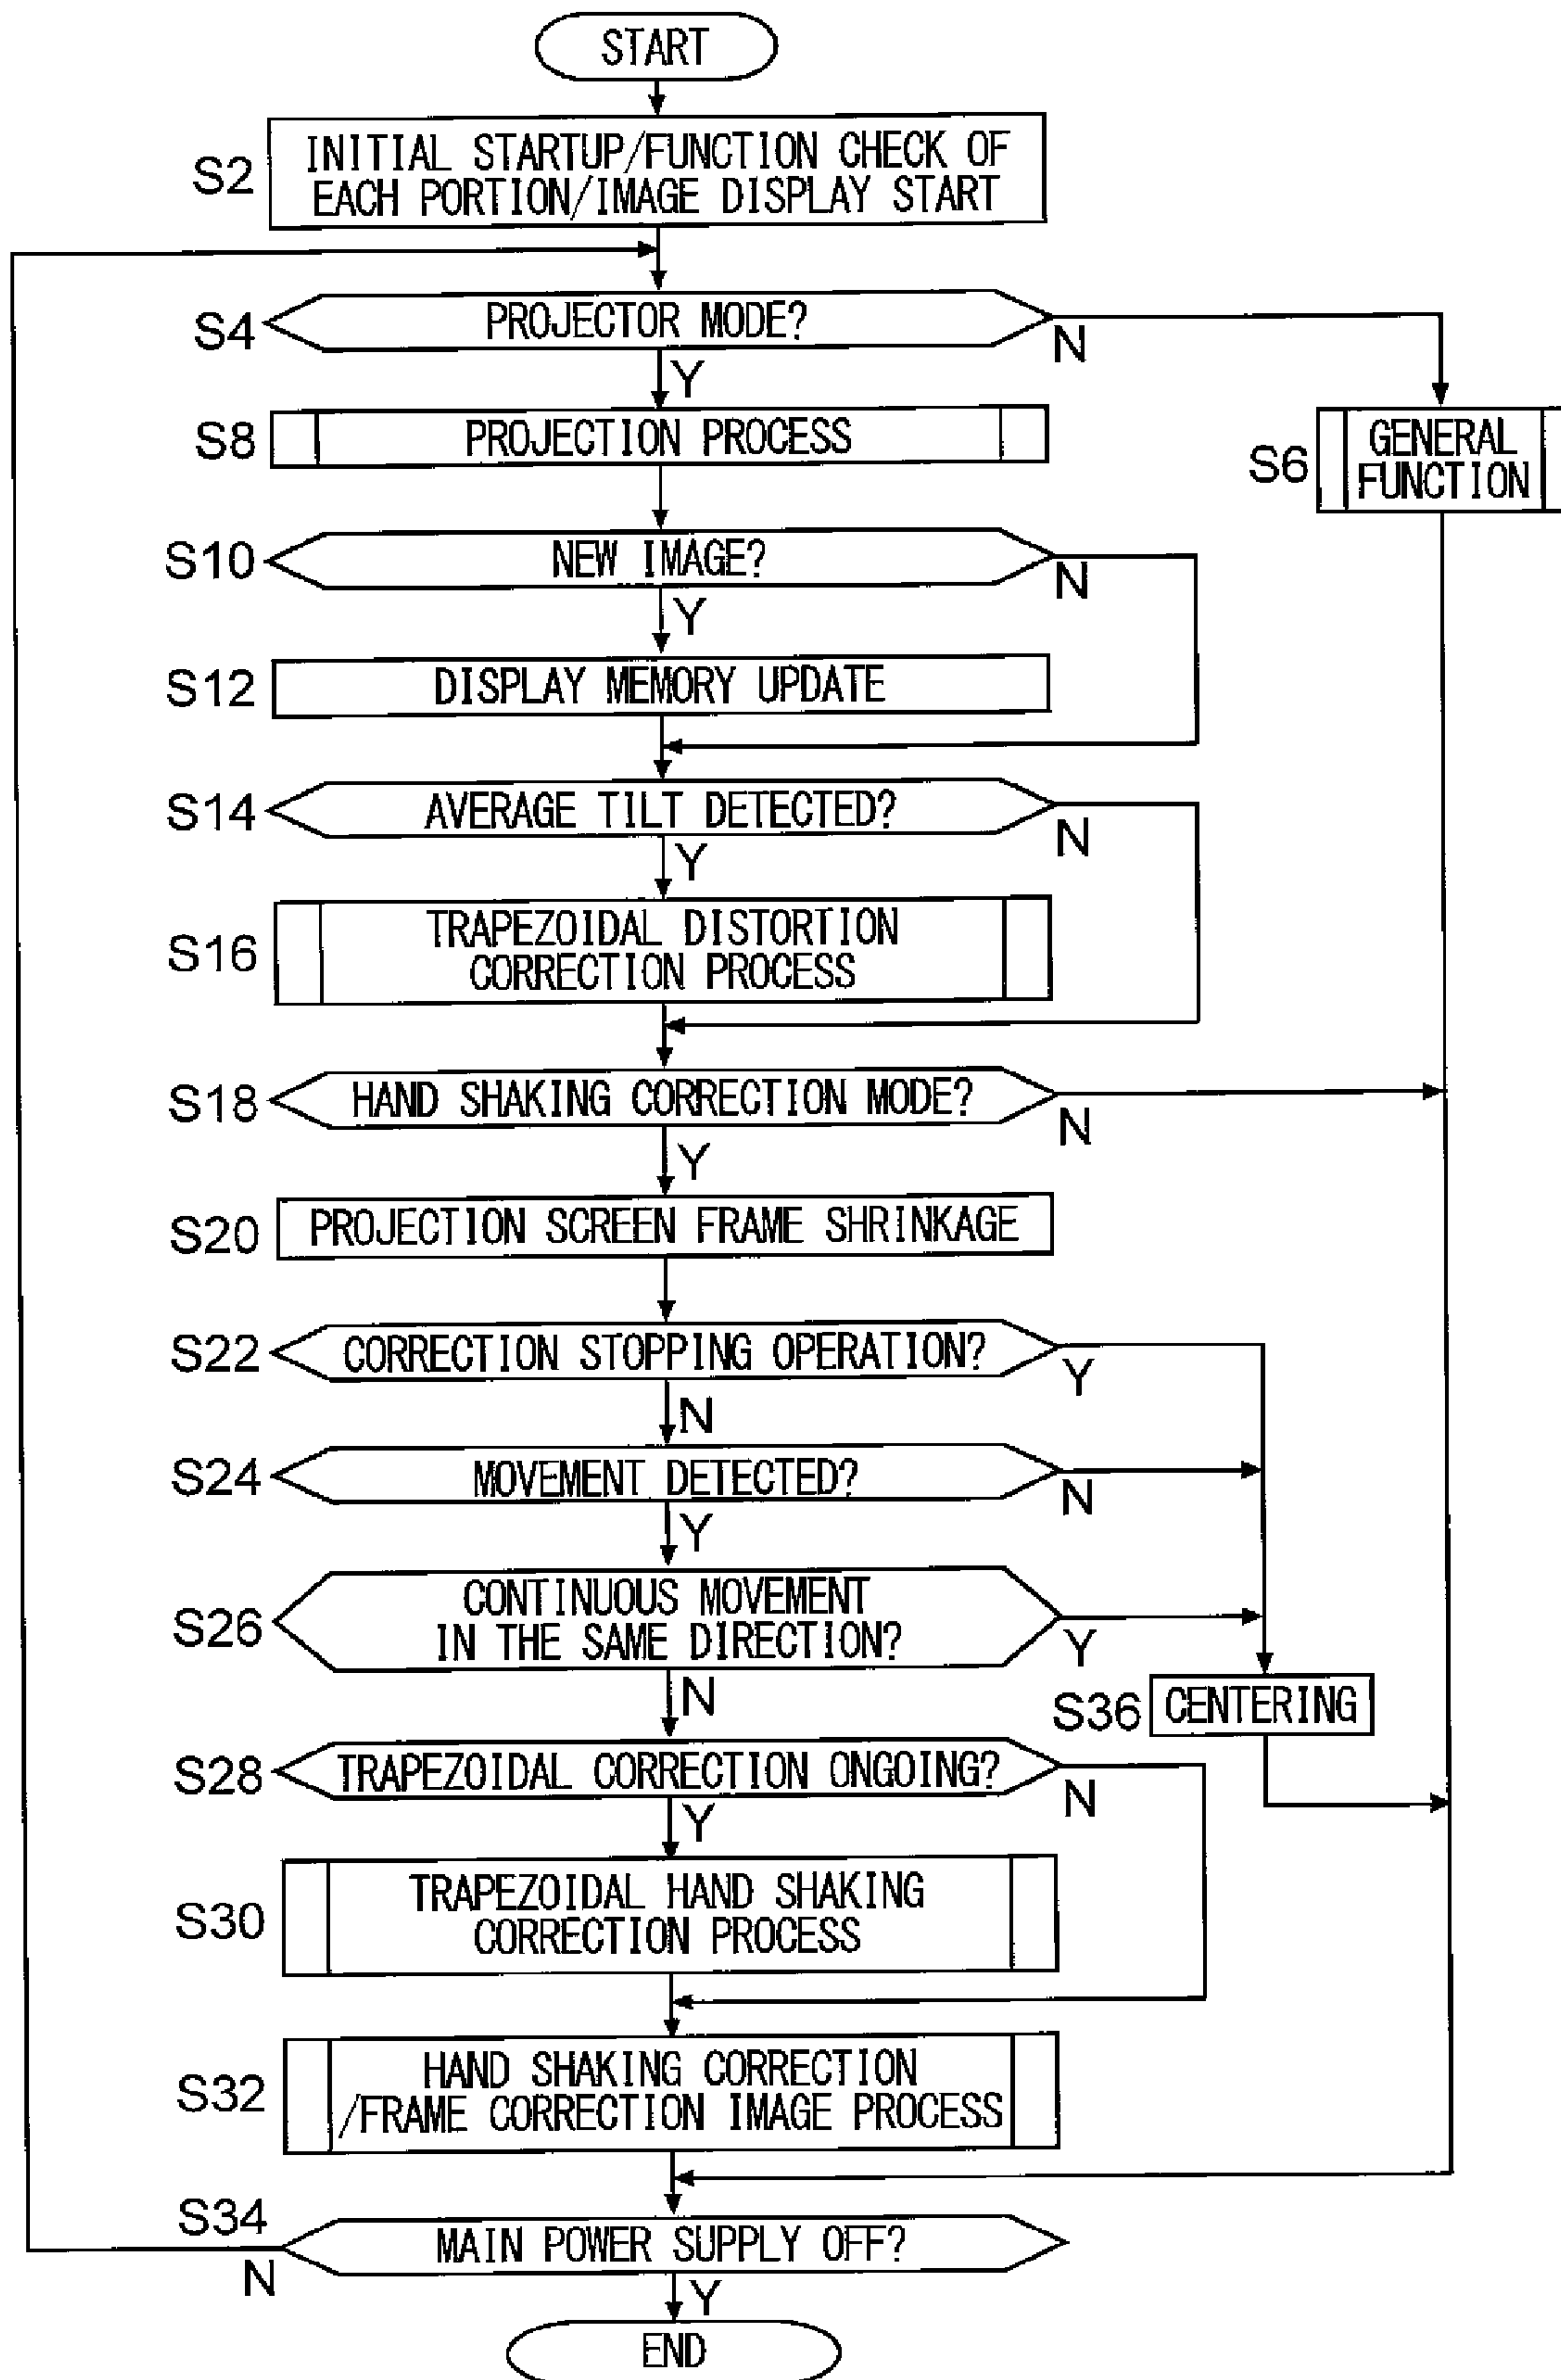 START
S2
INITIAL STARTUP/FUNCTION CHECK OF
EACH PORTION/IMAGE DISPLAY START
S4
PROJECTOR MODE?
N
Y
S8
PROJECTION PROCESS
S6
GENERAL
FUNCTION
S10
NEW IMAGE?
N
Y
S12
DISPLAY MEMORY UPDATE
S14
AVERAGE TILT DETECTED?
N
Y
S16
TRAPEZOIDAL DISTORTION
CORRECTION PROCESS
S18
HAND SHAKING CORRECTION MODE?
N
Y
S20
PROJECTION SCREEN FRAME SHRINKAGE
S22
CORRECTION STOPPING OPERATION?
Y
N
S24
MOVEMENT DETECTED?
N
Y
S26
CONTINUOUS MOVEMENT
IN THE SAME DIRECTION?
Y
N
S36
CENTERING
S28
TRAPEZOIDAL CORRECTION ONGOING?
N
Y
S30
TRAPEZOIDAL HAND SHAKING
CORRECTION PROCESS
S32
HAND SHAKING CORRECTION
/FRAME CORRECTION IMAGE PROCESS
S34
MAIN POWER SUPPLY OFF?
N
Y
END